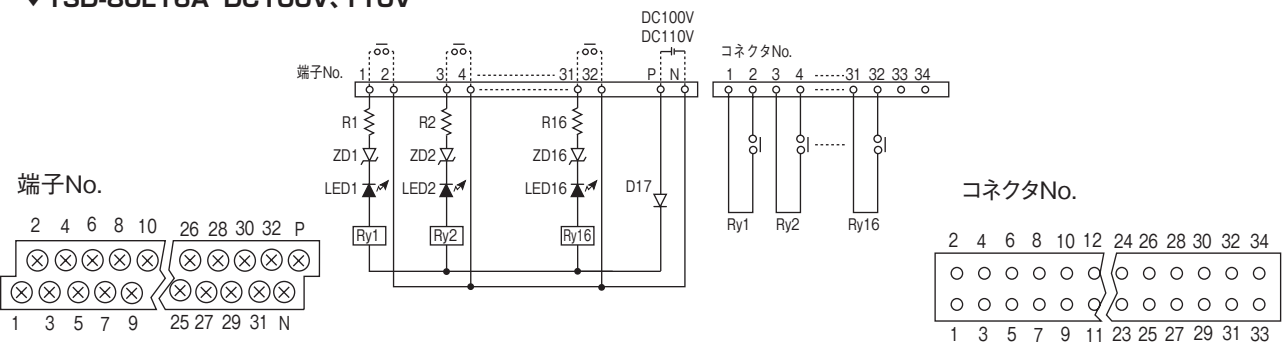 DC100V
DC110V
コネクタNo.
端子No. 1 2 3 4 31 32 P N
1 2 3 4 31 32 33 34
R1 R2 R16
ZD1 ZD2 ZD16
LED1 LED2 LED16 D17
Ry1 Ry2 Ry16
Ry1 Ry2 Ry16
端子No.
2 4 6 8 10 26 28 30 32 P
1 3 5 7 9 25 27 29 31 N
コネクタNo.
2 4 6 8 10 12 24 26 28 30 32 34
1 3 5 7 9 11 23 25 27 29 31 33